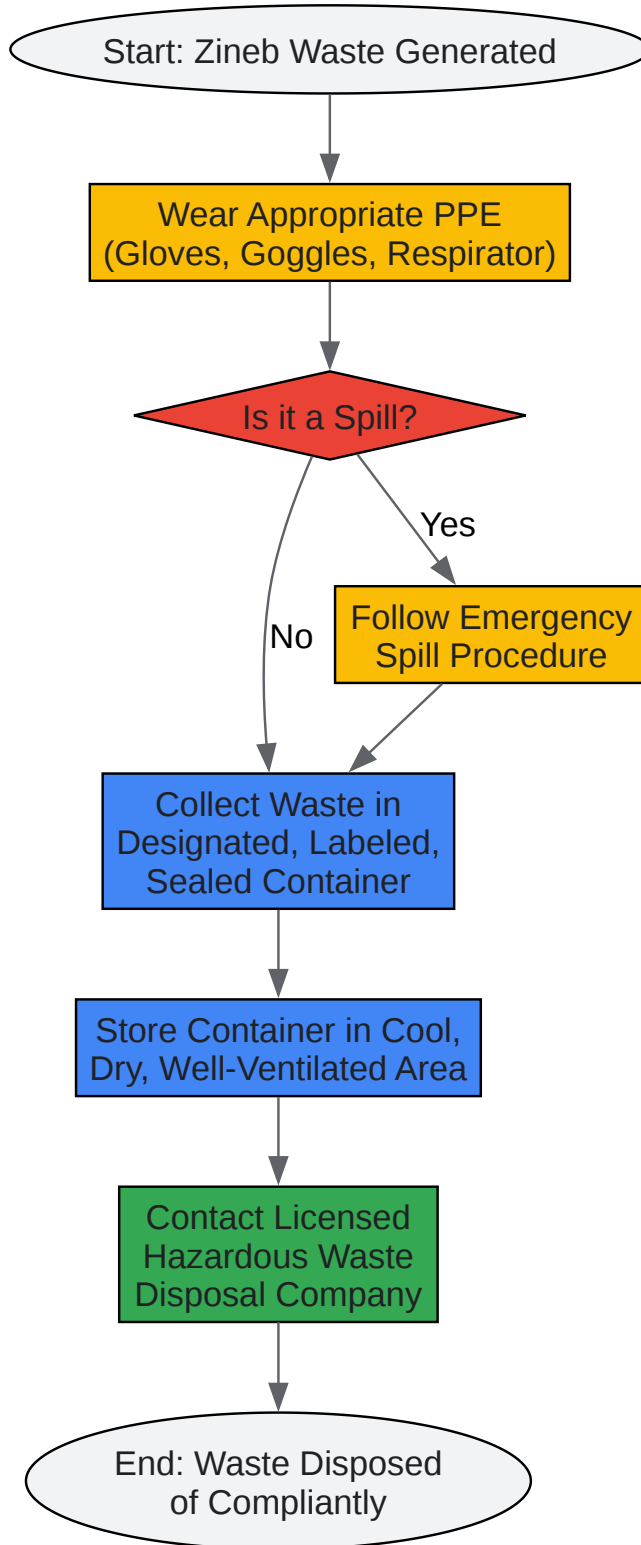 Start: Zineb Waste Generated
Wear Appropriate PPE
(Gloves, Goggles, Respirator)
Is it a Spill?
Yes
Follow Emergency
Spill Procedure
No
Collect Waste in
Designated, Labeled,
Sealed Container
Store Container in Cool,
Dry, Well-Ventilated Area
Contact Licensed
Hazardous Waste
Disposal Company
End: Waste Disposed
of Compliantly